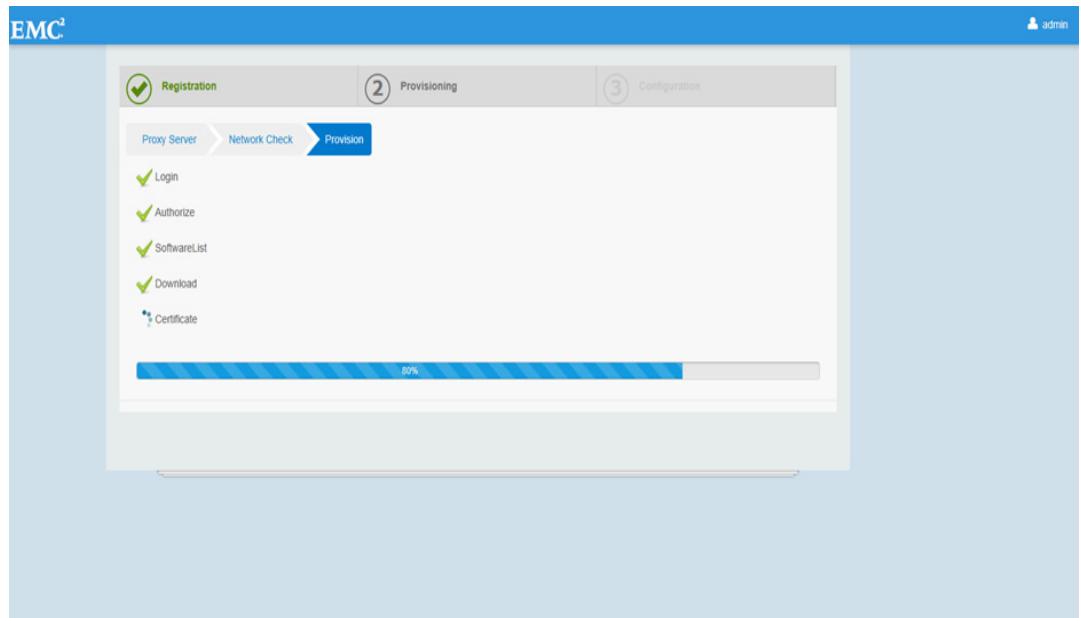 EMC²
admin
Registration
2 Provisioning
3 Configuration
Proxy Server Network Check Provision
Login
Authorize
SoftwareList
Download
Certificate
80%